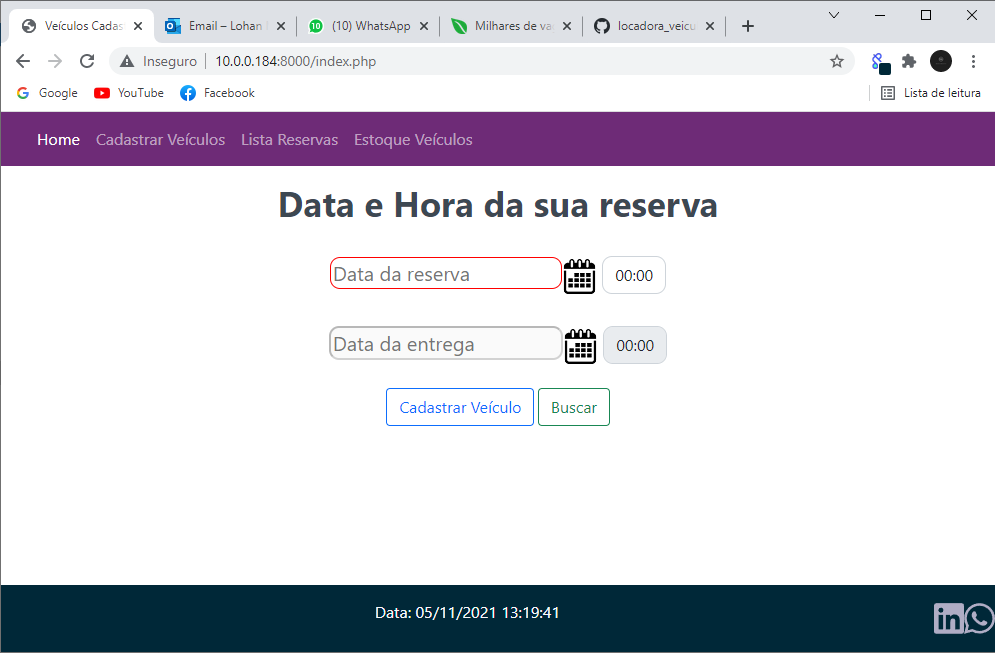 Veículos Cadas
Email – Lohan
(10) WhatsApp
Milhares de va
locadora_veicu
Inseguro
10.0.0.184:8000/index.php
Google
YouTube
Facebook
Lista de leitura
Home Cadastrar Veículos Lista Reservas Estoque Veículos
Data e Hora da sua reserva
Data da reserva 00:00
Data da entrega 00:00
Cadastrar Veículo Buscar
Data: 05/11/2021 13:19:41
in